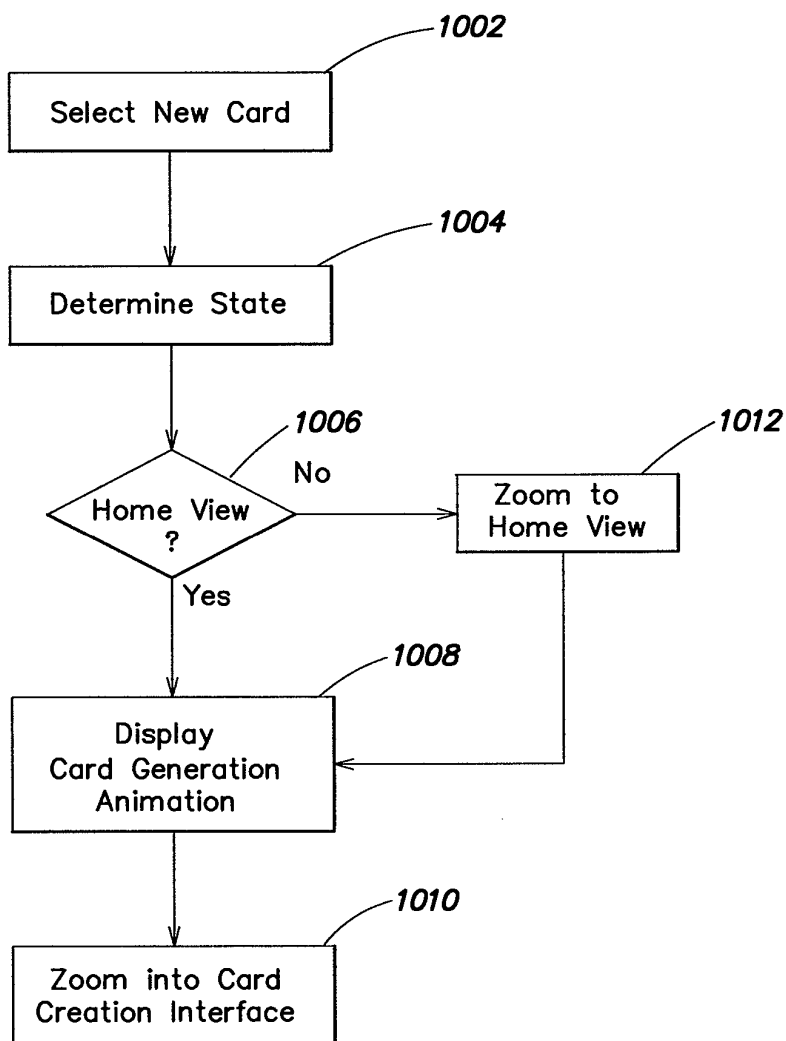 1002
Select New Card
1004
Determine State
1006
Home View
?
No
1012
Zoom to
Home View
Yes
1008
Display
Card Generation
Animation
1010
Zoom into Card
Creation Interface